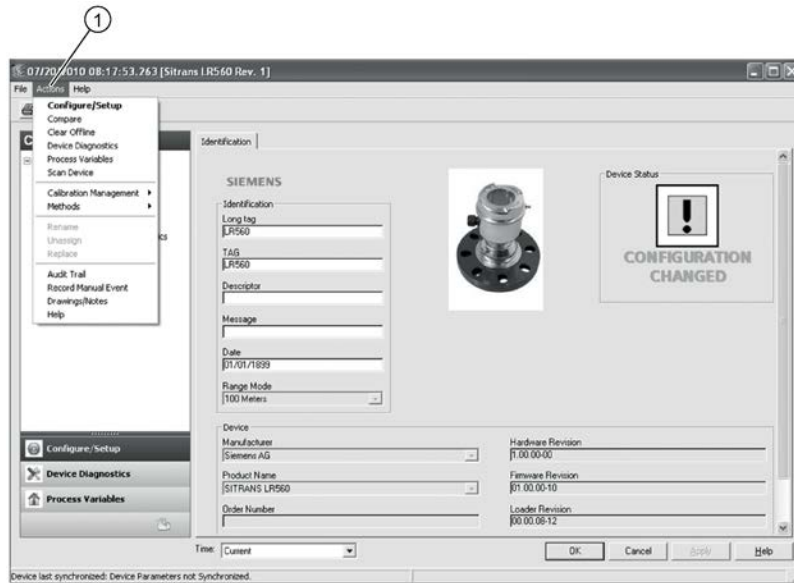 1
07/20/2010 08:17:53.263 [Sitrans LR560 Rev. 1]
File Actions Help
Configure/Setup
Compare
Clear Offline
Device Diagnostics
Process Variables
Scan Device
Calibration Management
Methods
Rename
Unassign
Replace
Audit Trail
Record Manual Event
Drawings/Notes
Help
Configure/Setup
Device Diagnostics
Process Variables
Identification
SIEMENS
Identification
Long tag
LR560
TAG
LR560
Descriptor
Message
Date
01/01/1899
Range Mode
100 Meters
Device Status
CONFIGURATION
CHANGED
Device
Manufacturer
Siemens AG
Product Name
SITRANS LR560
Order Number
Hardware Revision
1.00.00-00
Firmware Revision
01.00.00-10
Loader Revision
00.00.08-12
Time: Current
OK Cancel Apply Help
Device last synchronized: Device Parameters not Synchronized.